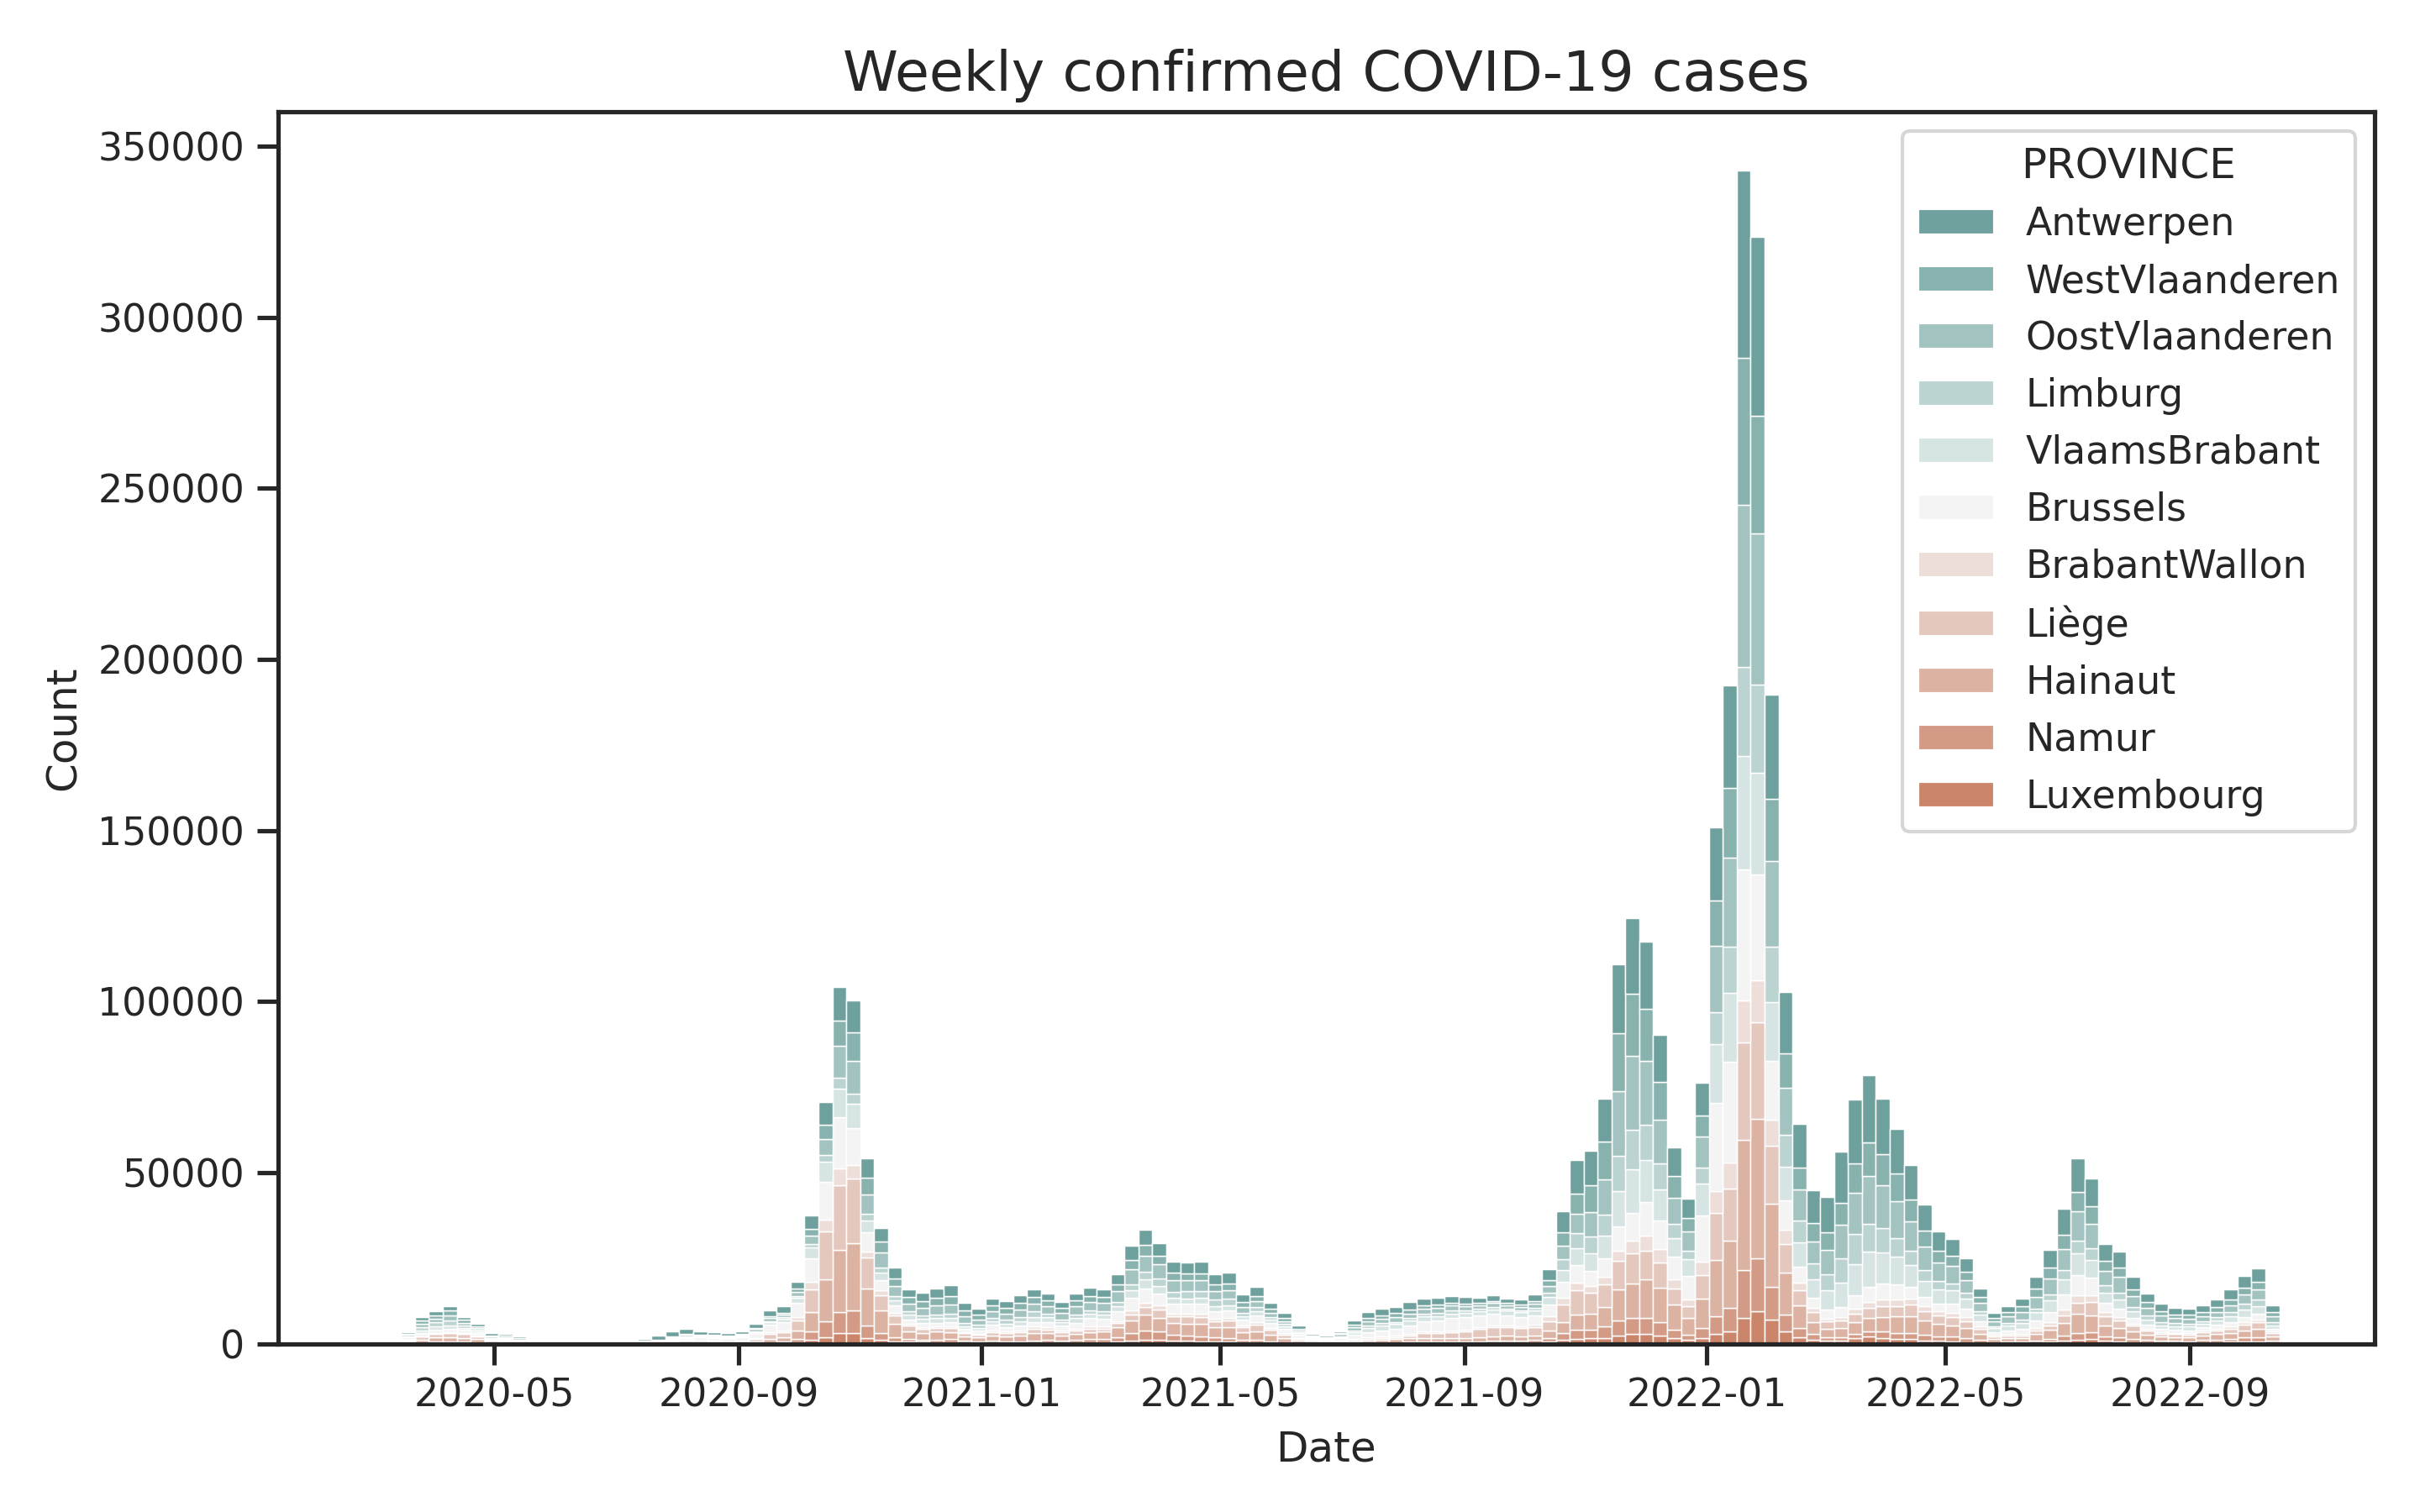 Weekly confirmed COVID-19 cases
350000
300000
250000
200000
150000
100000
50000
0
Count
PROVINCE
Antwerpen
WestVlaanderen
OostVlaanderen
Limburg
VlaamsBrabant
Brussels
BrabantWallon
Liège
Hainaut
Namur
Luxembourg
2020-05 2020-09 2021-01 2021-05 2021-09 2022-01 2022-05 2022-09
Date